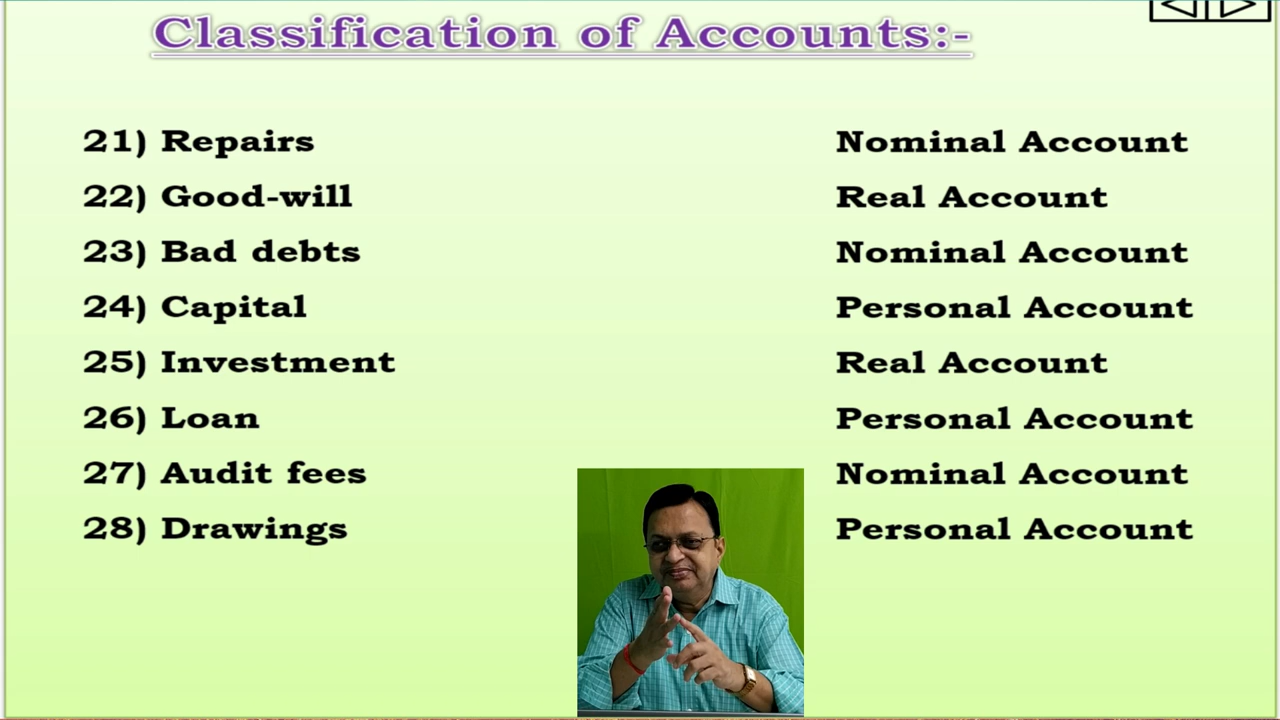 Classification of Accounts:-
21) Repairs Nominal Account
22) Good-will Real Account
23) Bad debts Nominal Account
24) Capital Personal Account
25) Investment Real Account
26) Loan Personal Account
27) Audit fees Nominal Account
28) Drawings Personal Account